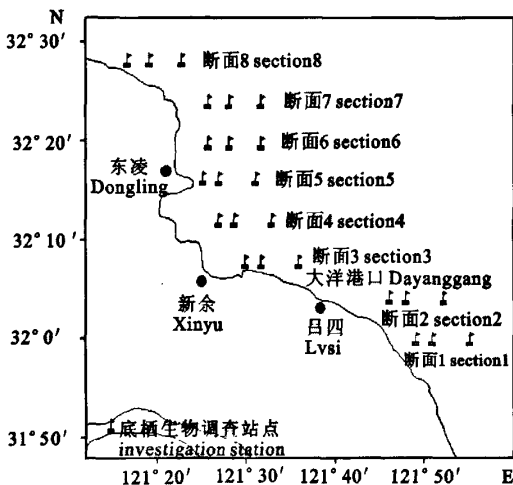 N
32° 30′
断面8 section8
断面7 section7
32° 20′
断面6 section6
东凌
Dongling
断面5 section5
断面4 section4
32° 10′
断面3 section3
大洋港口 Dayanggang
新余
Xinyu
吕四
Lvsi
断面2 section2
32° 0′
断面1 section1
底栖生物调查站点
investigation station
31° 50′
121° 20′ 121° 30′ 121° 40′ 121° 50′ E